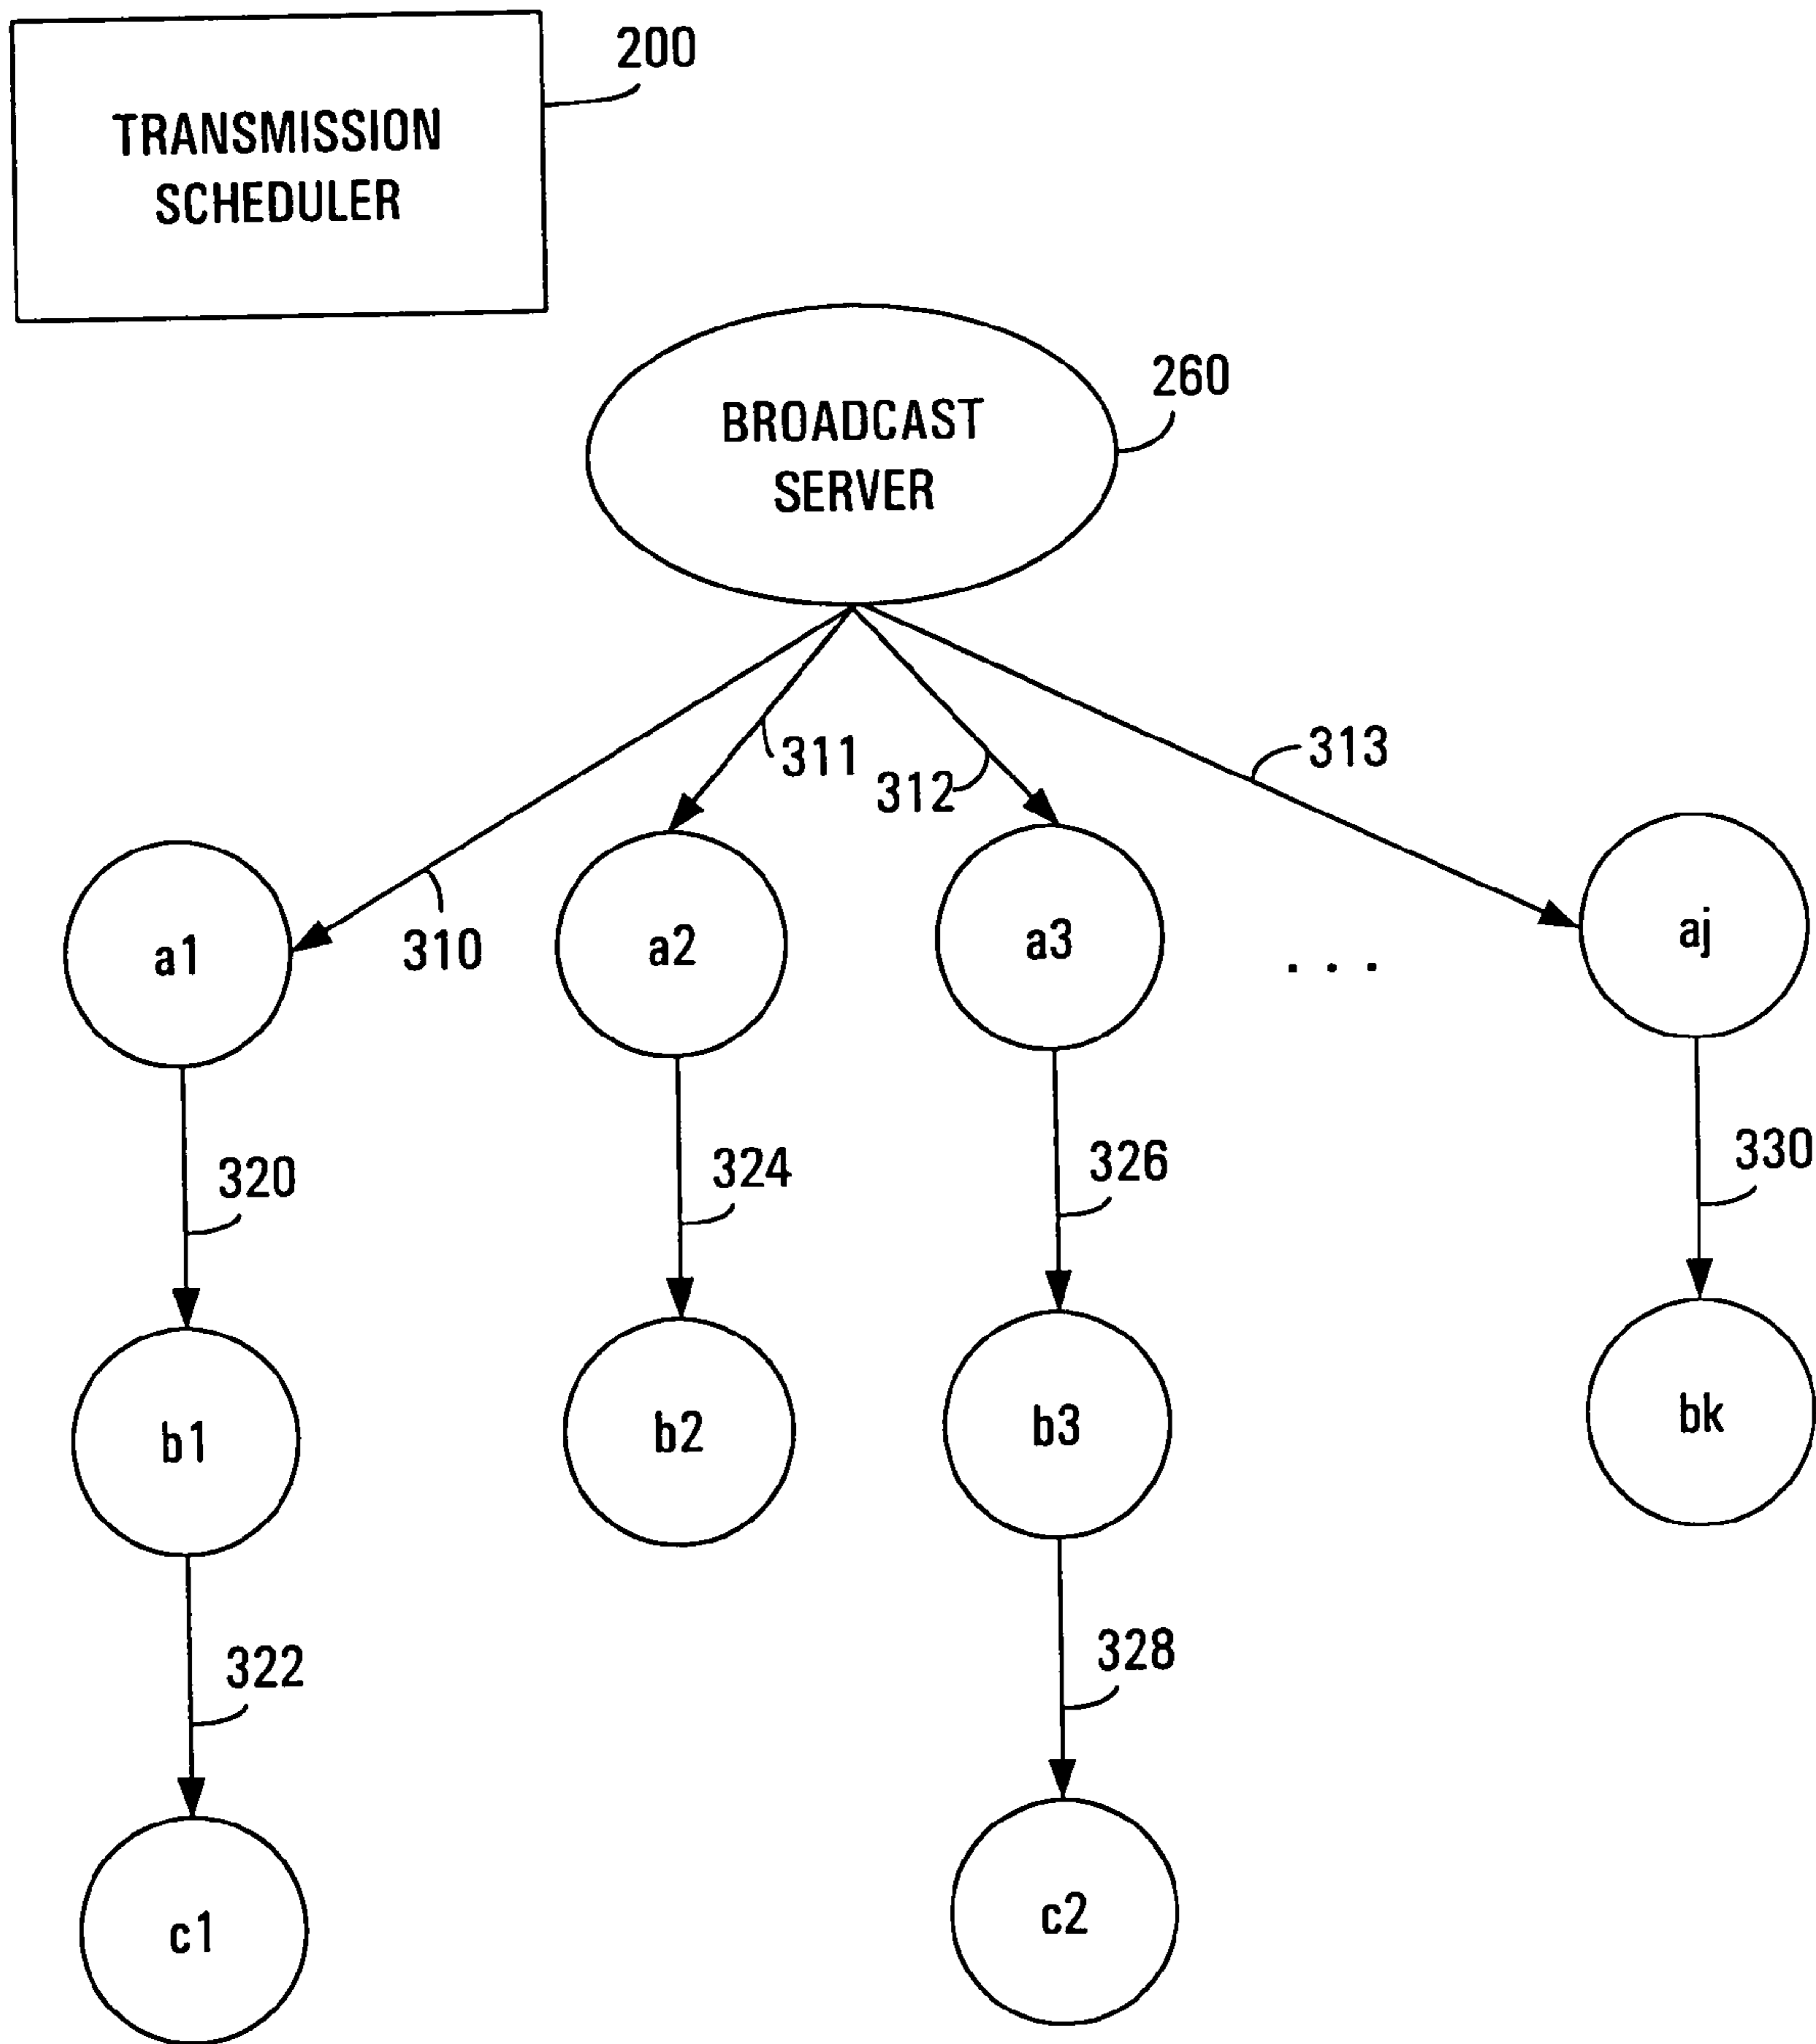 200
TRANSMISSION
SCHEDULER
260
BROADCAST
SERVER
311
312
313
310
a1
a2
a3
. . .
aj
320
324
326
330
b1
b2
b3
bk
322
328
c1
c2